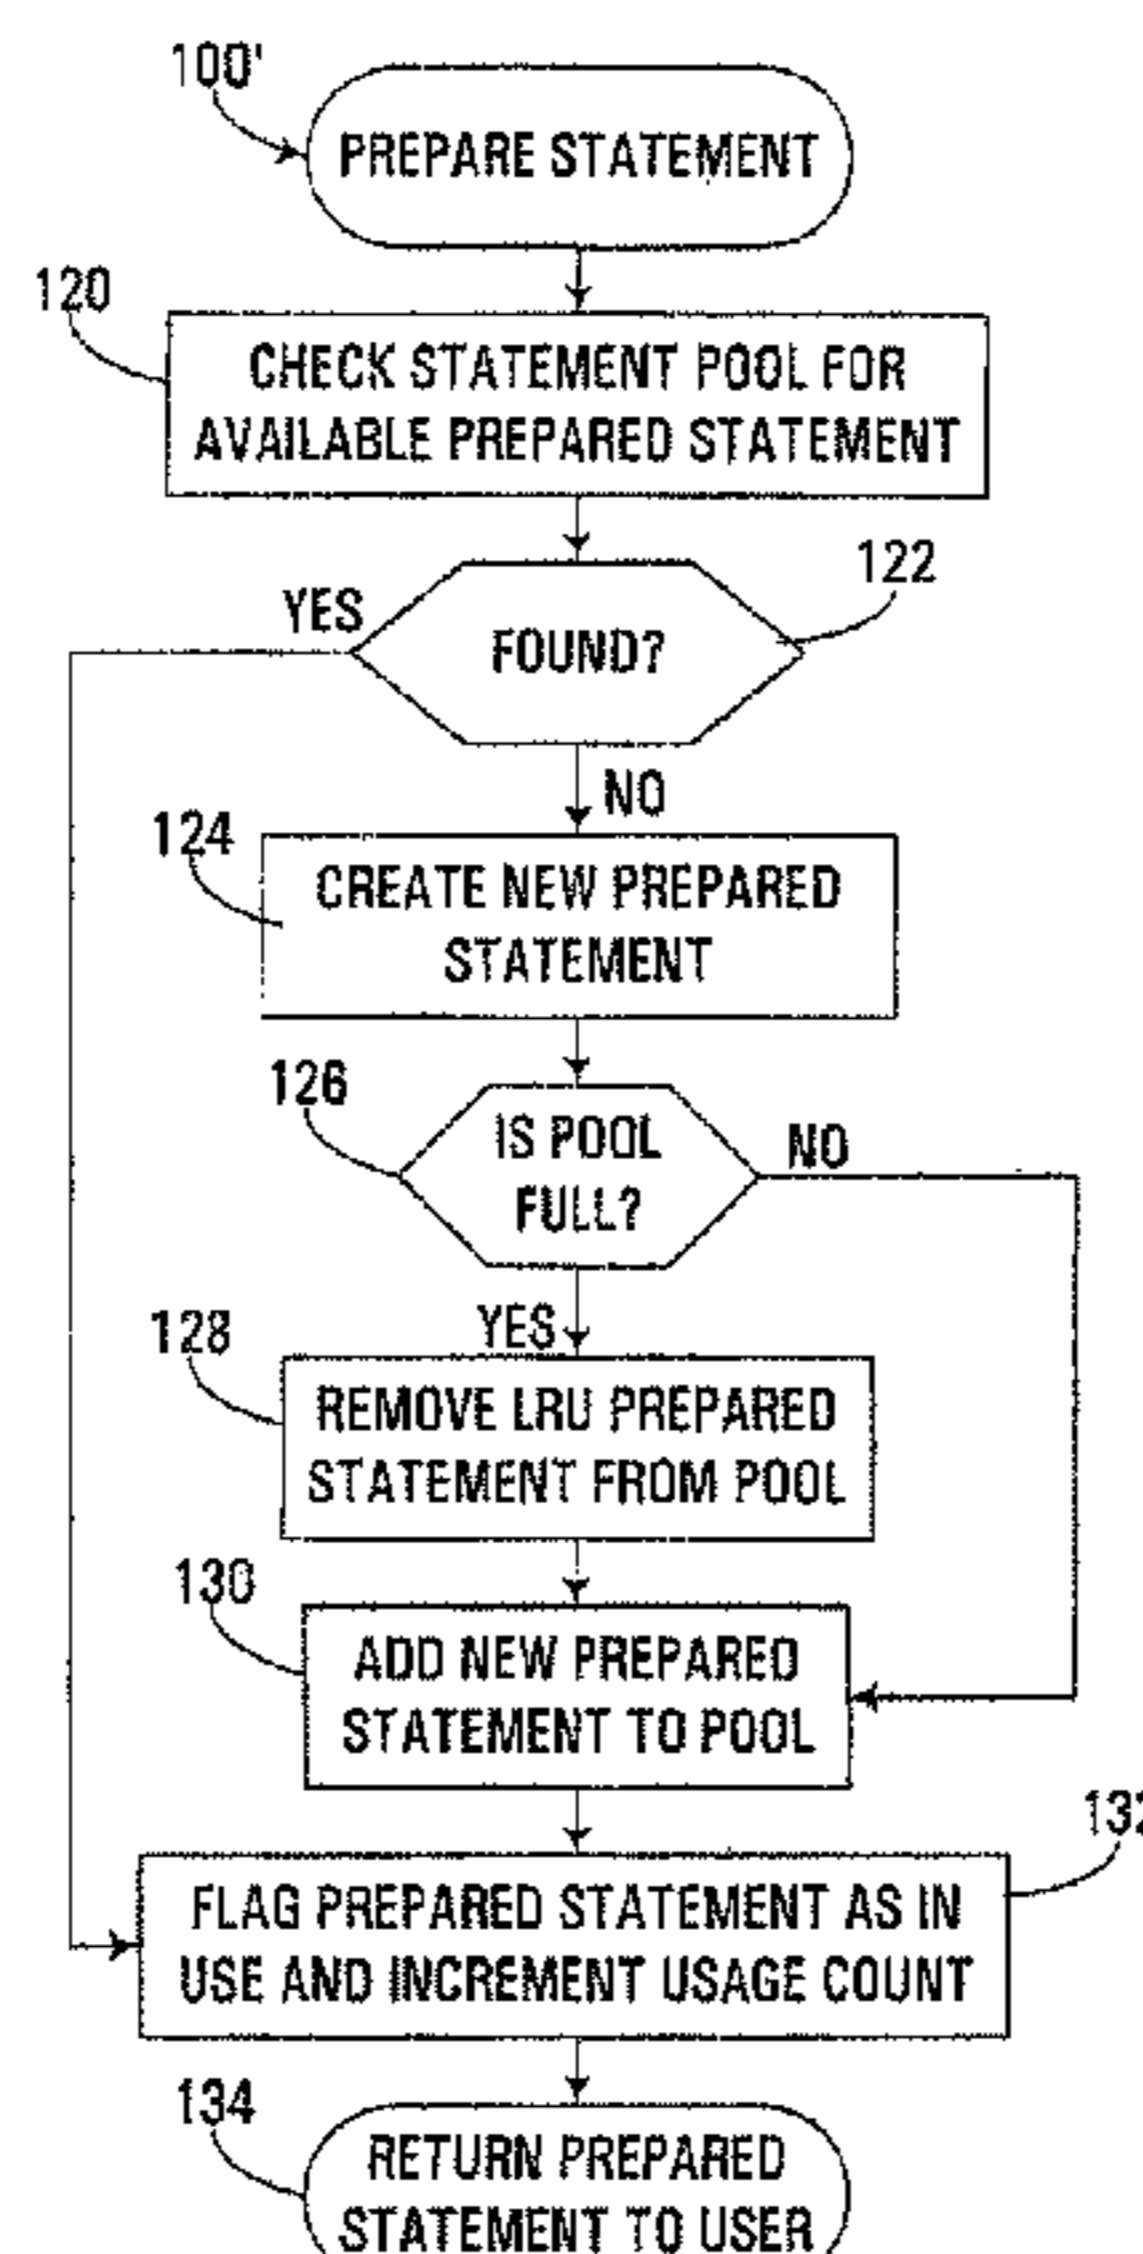 100'
PREPARE STATEMENT
120
CHECK STATEMENT POOL FOR
AVAILABLE PREPARED STATEMENT
122
YES
FOUND?
NO
124
CREATE NEW PREPARED
STATEMENT
126
IS POOL
FULL?
NO
YES
128
REMOVE LRU PREPARED
STATEMENT FROM POOL
130
ADD NEW PREPARED
STATEMENT TO POOL
132
FLAG PREPARED STATEMENT AS IN
USE AND INCREMENT USAGE COUNT
134
RETURN PREPARED
STATEMENT TO USER